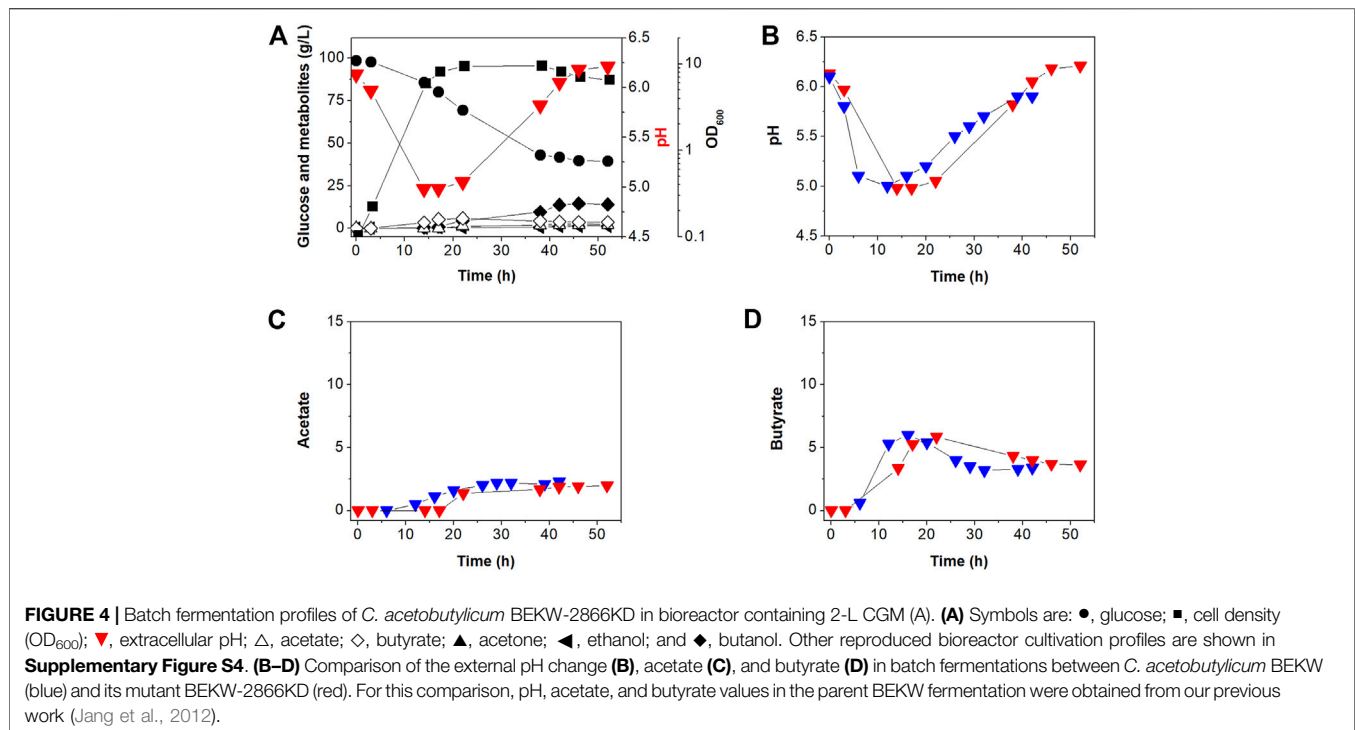 A
Glucose and metabolites (g/L)
100
75
50
25
0
6.5
6.0
5.5
5.0
4.5
pH
10
1
0.1
OD600
0 10 20 30 40 50
Time (h)
B
pH
6.5
6.0
5.5
5.0
4.5
0 10 20 30 40 50
Time (h)
C
Acetate
15
10
5
0
0 10 20 30 40 50
Time (h)
D
Butyrate
15
10
5
0
0 10 20 30 40 50
Time (h)
FIGURE 4 | Batch fermentation profiles of C. acetobutylicum BEKW-2866KD in bioreactor containing 2-L CGM (A). (A) Symbols are: ●, glucose; ■, cell density
(OD600); ▼, extracellular pH; △, acetate; ◇, butyrate; ▲, acetone; ◀, ethanol; and ◆, butanol. Other reproduced bioreactor cultivation profiles are shown in
Supplementary Figure S4. (B–D) Comparison of the external pH change (B), acetate (C), and butyrate (D) in batch fermentations between C. acetobutylicum BEKW
(blue) and its mutant BEKW-2866KD (red). For this comparison, pH, acetate, and butyrate values in the parent BEKW fermentation were obtained from our previous
work (Jang et al., 2012).